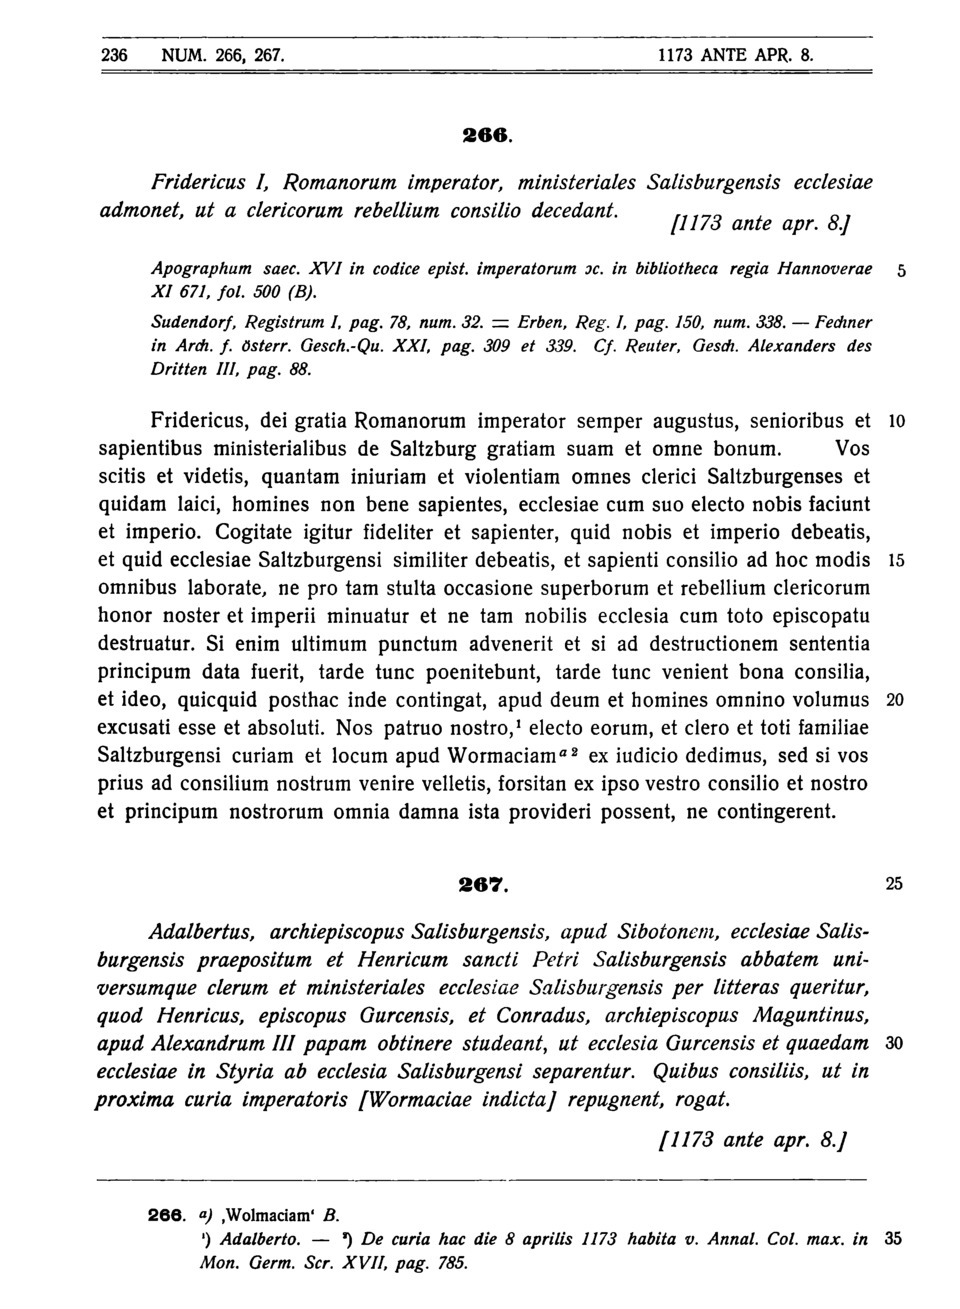 236 NUM. 266, 267. 1173 ANTE APR. 8.
266.
Fridericus I, Romanorum imperator, ministeriales Salisburgensis ecclesiae
admonet, ut a clericorum rebellium consilio decedant.
[1173 ante apr. 8.]
Apographum saec. XVI in codice epist. imperatorum ɔc. in bibliotheca regia Hannoverae 5
XI 671, fol. 500 (B).
Sudendorf, Registrum I, pag. 78, num. 32. = Erben, Reg. I, pag. 150, num. 338. — Fechner
in Arch. f. österr. Gesch.-Qu. XXI, pag. 309 et 339. Cf. Reuter, Gesch. Alexanders des
Dritten III, pag. 88.
Fridericus, dei gratia Romanorum imperator semper augustus, senioribus et 10
sapientibus ministerialibus de Saltzburg gratiam suam et omne bonum. Vos
scitis et videtis, quantam iniuriam et violentiam omnes clerici Saltzburgenses et
quidam laici, homines non bene sapientes, ecclesiae cum suo electo nobis faciunt
et imperio. Cogitate igitur fideliter et sapienter, quid nobis et imperio debeatis,
et quid ecclesiae Saltzburgensi similiter debeatis, et sapienti consilio ad hoc modis 15
omnibus laborate, ne pro tam stulta occasione superborum et rebellium clericorum
honor noster et imperii minuatur et ne tam nobilis ecclesia cum toto episcopatu
destruatur. Si enim ultimum punctum advenerit et si ad destructionem sententia
principum data fuerit, tarde tunc poenitebunt, tarde tunc venient bona consilia,
et ideo, quicquid posthac inde contingat, apud deum et homines omnino volumus 20
excusati esse et absoluti. Nos patruo nostro,¹ electo eorum, et clero et toti familiae
Saltzburgensi curiam et locum apud Wormaciamᵃ ² ex iudicio dedimus, sed si vos
prius ad consilium nostrum venire velletis, forsitan ex ipso vestro consilio et nostro
et principum nostrorum omnia damna ista provideri possent, ne contingerent.
267. 25
Adalbertus, archiepiscopus Salisburgensis, apud Sibotonem, ecclesiae Salis-
burgensis praepositum et Henricum sancti Petri Salisburgensis abbatem uni-
versumque clerum et ministeriales ecclesiae Salisburgensis per litteras queritur,
quod Henricus, episcopus Gurcensis, et Conradus, archiepiscopus Maguntinus,
apud Alexandrum III papam obtinere studeant, ut ecclesia Gurcensis et quaedam 30
ecclesiae in Styria ab ecclesia Salisburgensi separentur. Quibus consiliis, ut in
proxima curia imperatoris [Wormaciae indicta] repugnent, rogat.
[1173 ante apr. 8.]
266. a) ‚Wolmaciam‘ B.
¹) Adalberto. — ²) De curia hac die 8 aprilis 1173 habita v. Annal. Col. max. in 35
Mon. Germ. Scr. XVII, pag. 785.